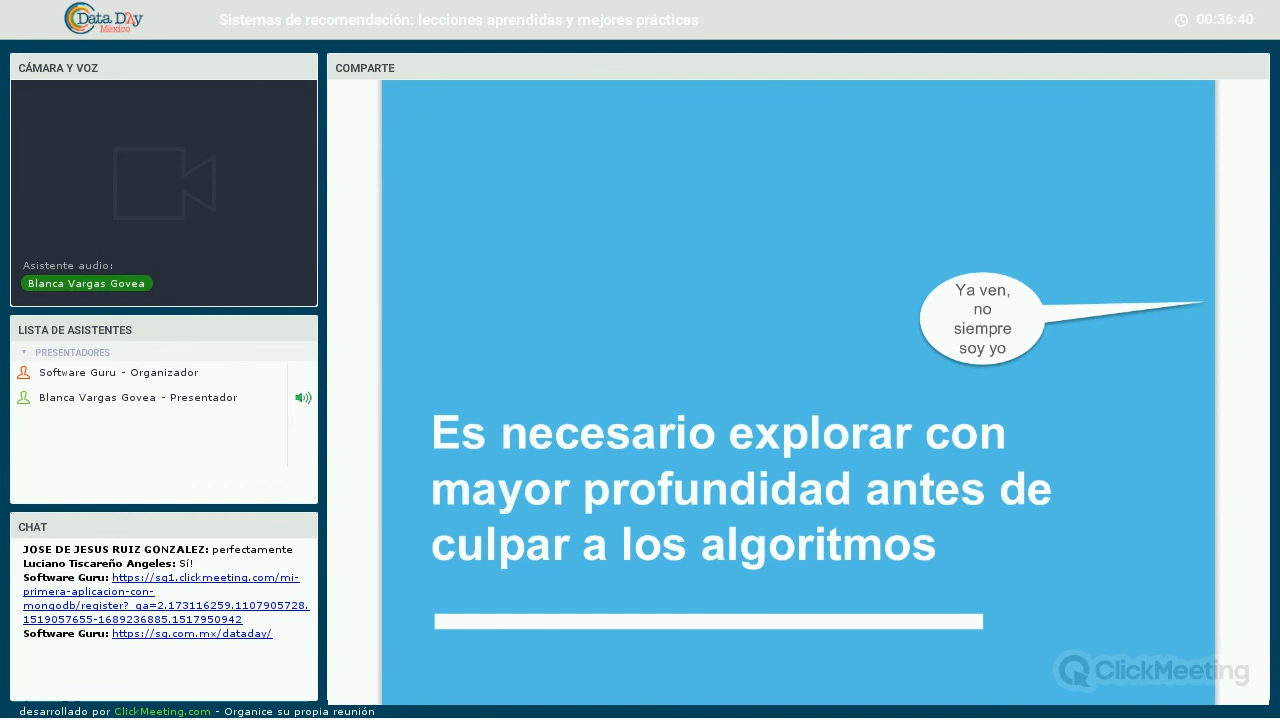 Data Day
México
Sistemas de recomendación: lecciones aprendidas y mejores prácticas
00:36:40
CÁMARA Y VOZ
Asistente audio:
Blanca Vargas Govea
LISTA DE ASISTENTES
PRESENTADORES
Software Guru - Organizador
Blanca Vargas Govea - Presentador
CHAT
JOSE DE JESUS RUIZ GONZALEZ: perfectamente
Luciano Tiscareño Angeles: Sí!
Software Guru: https://sg1.clickmeeting.com/mi-
primera-aplicacion-con-
mongodb/register?_ga=2.173116259.1107905728.
1519057655-1689236885.1517950942
Software Guru: https://sg.com.mx/dataday/
COMPARTE
Ya ven,
no
siempre
soy yo
Es necesario explorar con
mayor profundidad antes de
culpar a los algoritmos
ClickMeeting
desarrollado por ClickMeeting.com - Organice su propia reunión